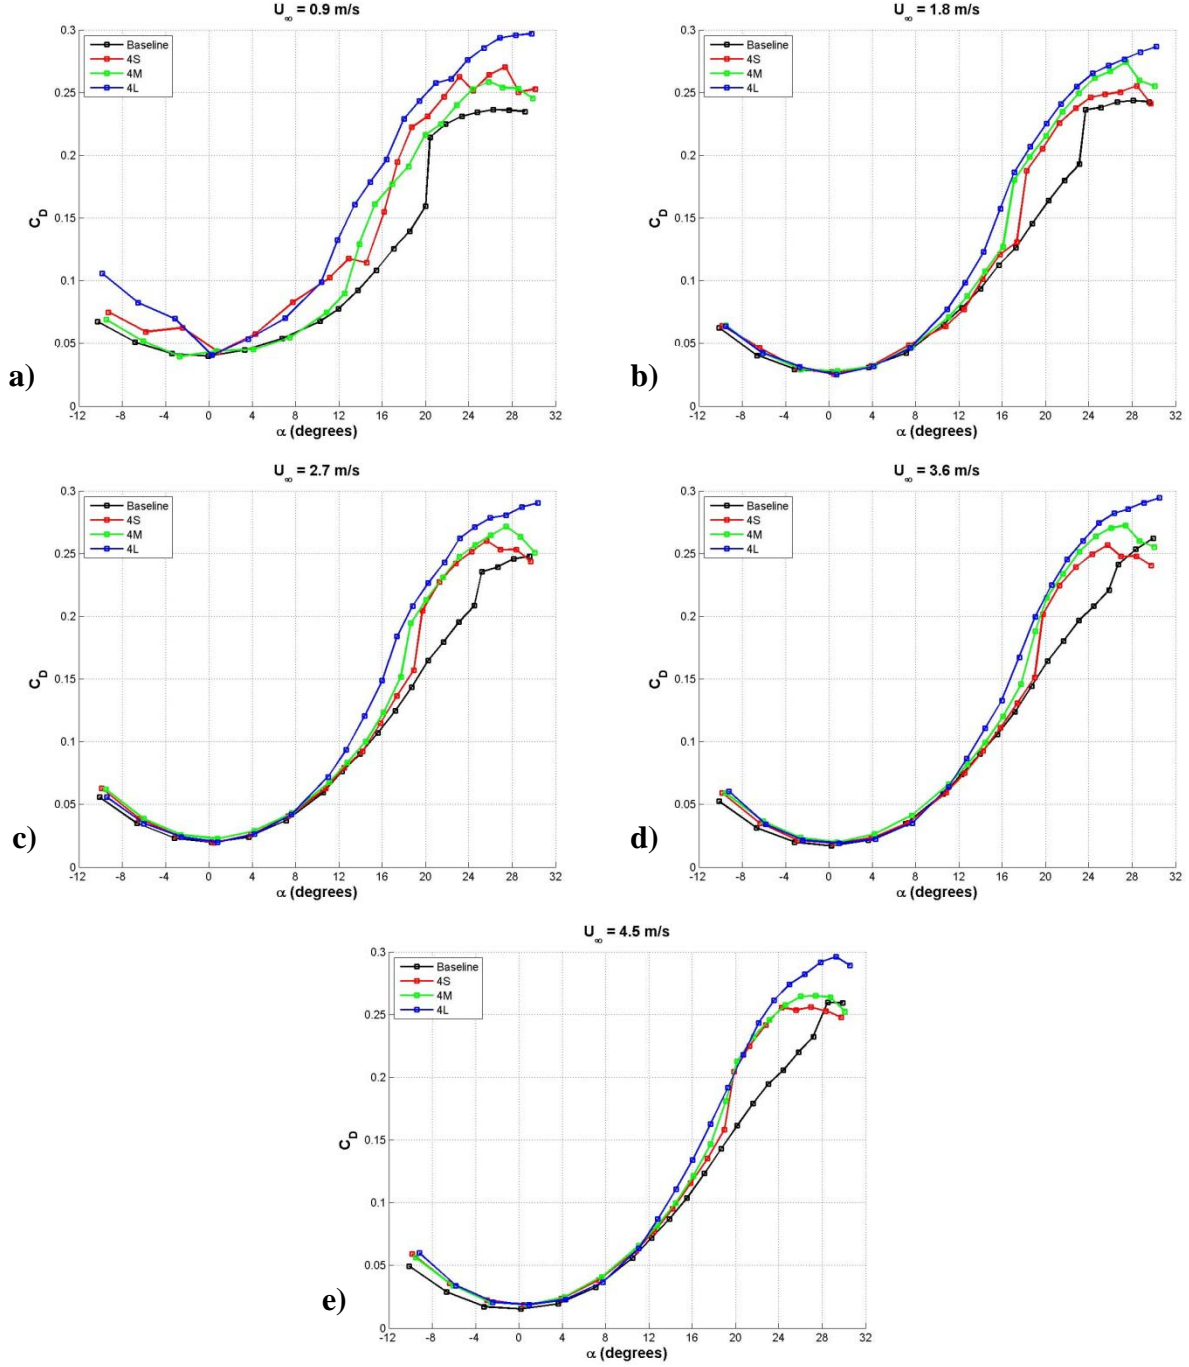 U∞ = 0.9 m/s
0.3
0.25
0.2
0.15
0.1
0.05
0
C_D
Baseline
4S
4M
4L
-12 -8 -4 0 4 8 12 16 20 24 28 32
α (degrees)
a)
U∞ = 1.8 m/s
0.3
0.25
0.2
0.15
0.1
0.05
0
C_D
Baseline
4S
4M
4L
-12 -8 -4 0 4 8 12 16 20 24 28 32
α (degrees)
b)
U∞ = 2.7 m/s
0.3
0.25
0.2
0.15
0.1
0.05
0
C_D
Baseline
4S
4M
4L
-12 -8 -4 0 4 8 12 16 20 24 28 32
α (degrees)
c)
U∞ = 3.6 m/s
0.3
0.25
0.2
0.15
0.1
0.05
0
C_D
Baseline
4S
4M
4L
-12 -8 -4 0 4 8 12 16 20 24 28 32
α (degrees)
d)
U∞ = 4.5 m/s
0.3
0.25
0.2
0.15
0.1
0.05
0
C_D
Baseline
4S
4M
4L
-12 -8 -4 0 4 8 12 16 20 24 28 32
α (degrees)
e)